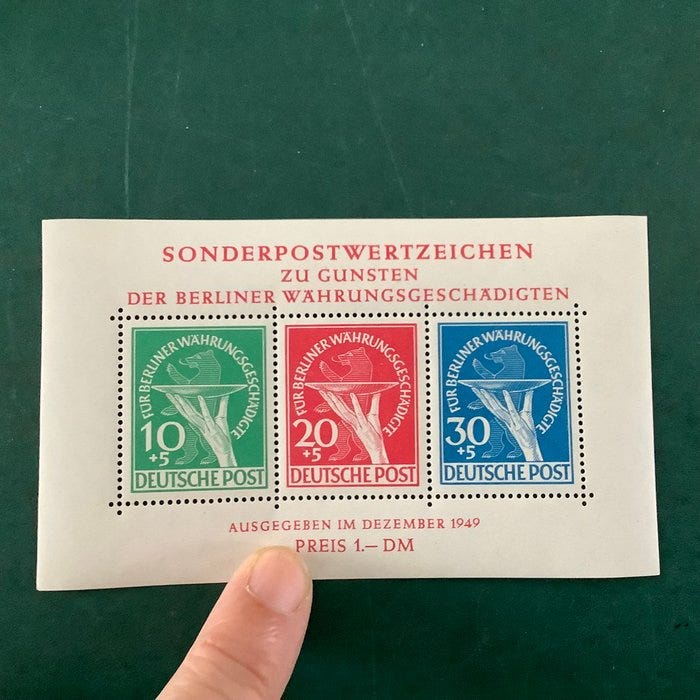 SONDERPOSTWERTZEICHEN
ZU GUNSTEN
DER BERLINER WÄHRUNGSGESCHÄDIGTEN
FÜR BERLINER WÄHRUNGSGESCHÄDIGTE
10
+5
DEUTSCHE POST
FÜR BERLINER WÄHRUNGSGESCHÄDIGTE
20
+5
DEUTSCHE POST
FÜR BERLINER WÄHRUNGSGESCHÄDIGTE
30
+5
DEUTSCHE POST
AUSGEGEBEN IM DEZEMBER 1949
PREIS 1.— DM